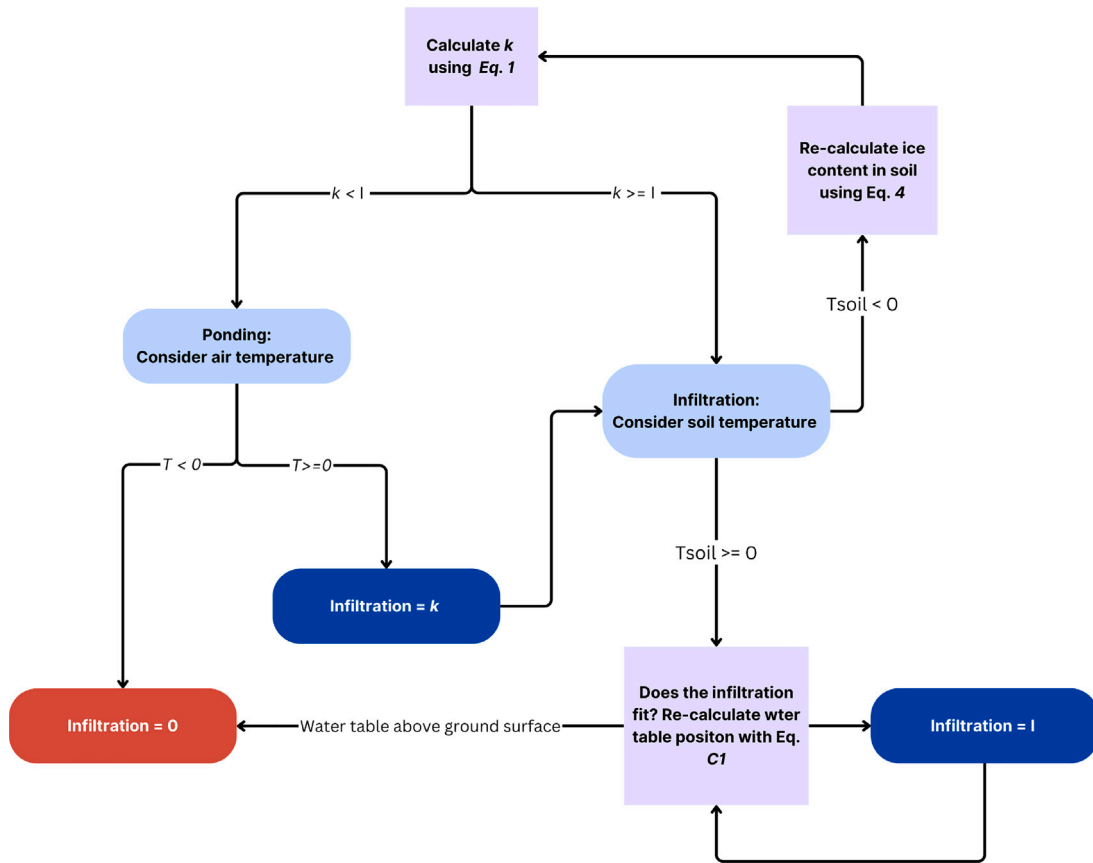 Calculate k
using Eq. 1
Re-calculate ice
content in soil
using Eq. 4
k < I
k >= I
Tsoil < 0
Ponding:
Consider air temperature
Infiltration:
Consider soil temperature
T < 0
T>=0
Tsoil >= 0
Infiltration = k
Does the infiltration
fit? Re-calculate wter
table positon with Eq.
C1
Infiltration = 0
Water table above ground surface
Infiltration = I